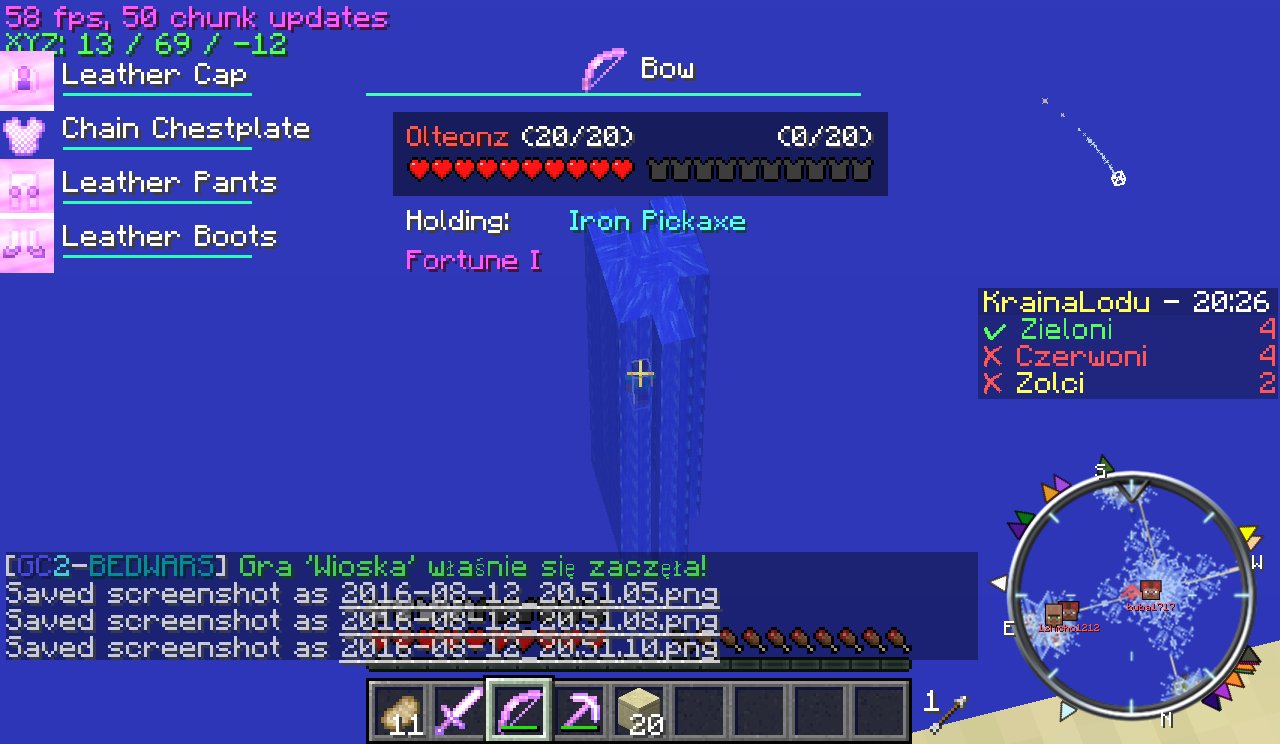 58 fps, 50 chunk updates
XYZ: 13 / 69 / -12
Leather Cap
Chain Chestplate
Leather Pants
Leather Boots
Bow
Olteonz (20/20) (0/20)
Holding: Iron Pickaxe
Fortune I
KrainaLodu - 20:26
✓ Zieloni 4
X Czerwoni 4
X Zolci 2
S
W
E
N
buba1717
[GC2-BEDWARS] Gra 'Wioska' właśnie się zaczęła!
Saved screenshot as 2016-08-12_20.51.05.png
Saved screenshot as 2016-08-12_20.51.08.png
Saved screenshot as 2016-08-12_20.51.10.png
11
20
1